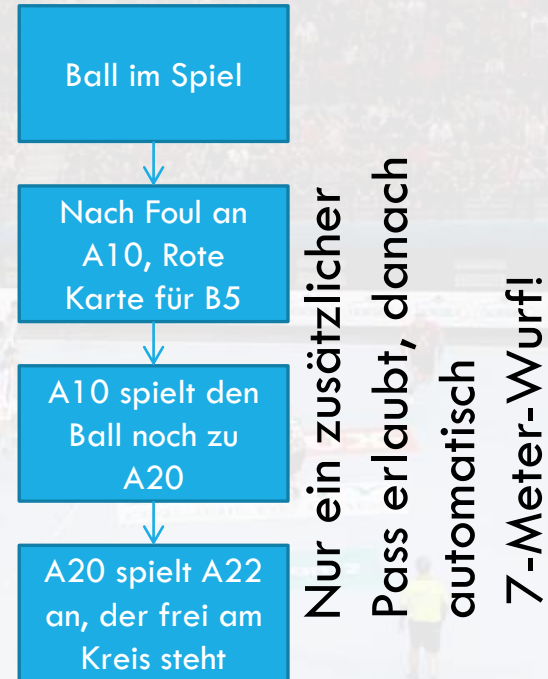 Ball im Spiel
Nach Foul an
A10, Rote
Karte für B5
A10 spielt den
Ball noch zu
A20
A20 spielt A22
an, der frei am
Kreis steht
Nur ein zusätzlicher
Pass erlaubt, danach
automatisch
7-Meter-Wurf!